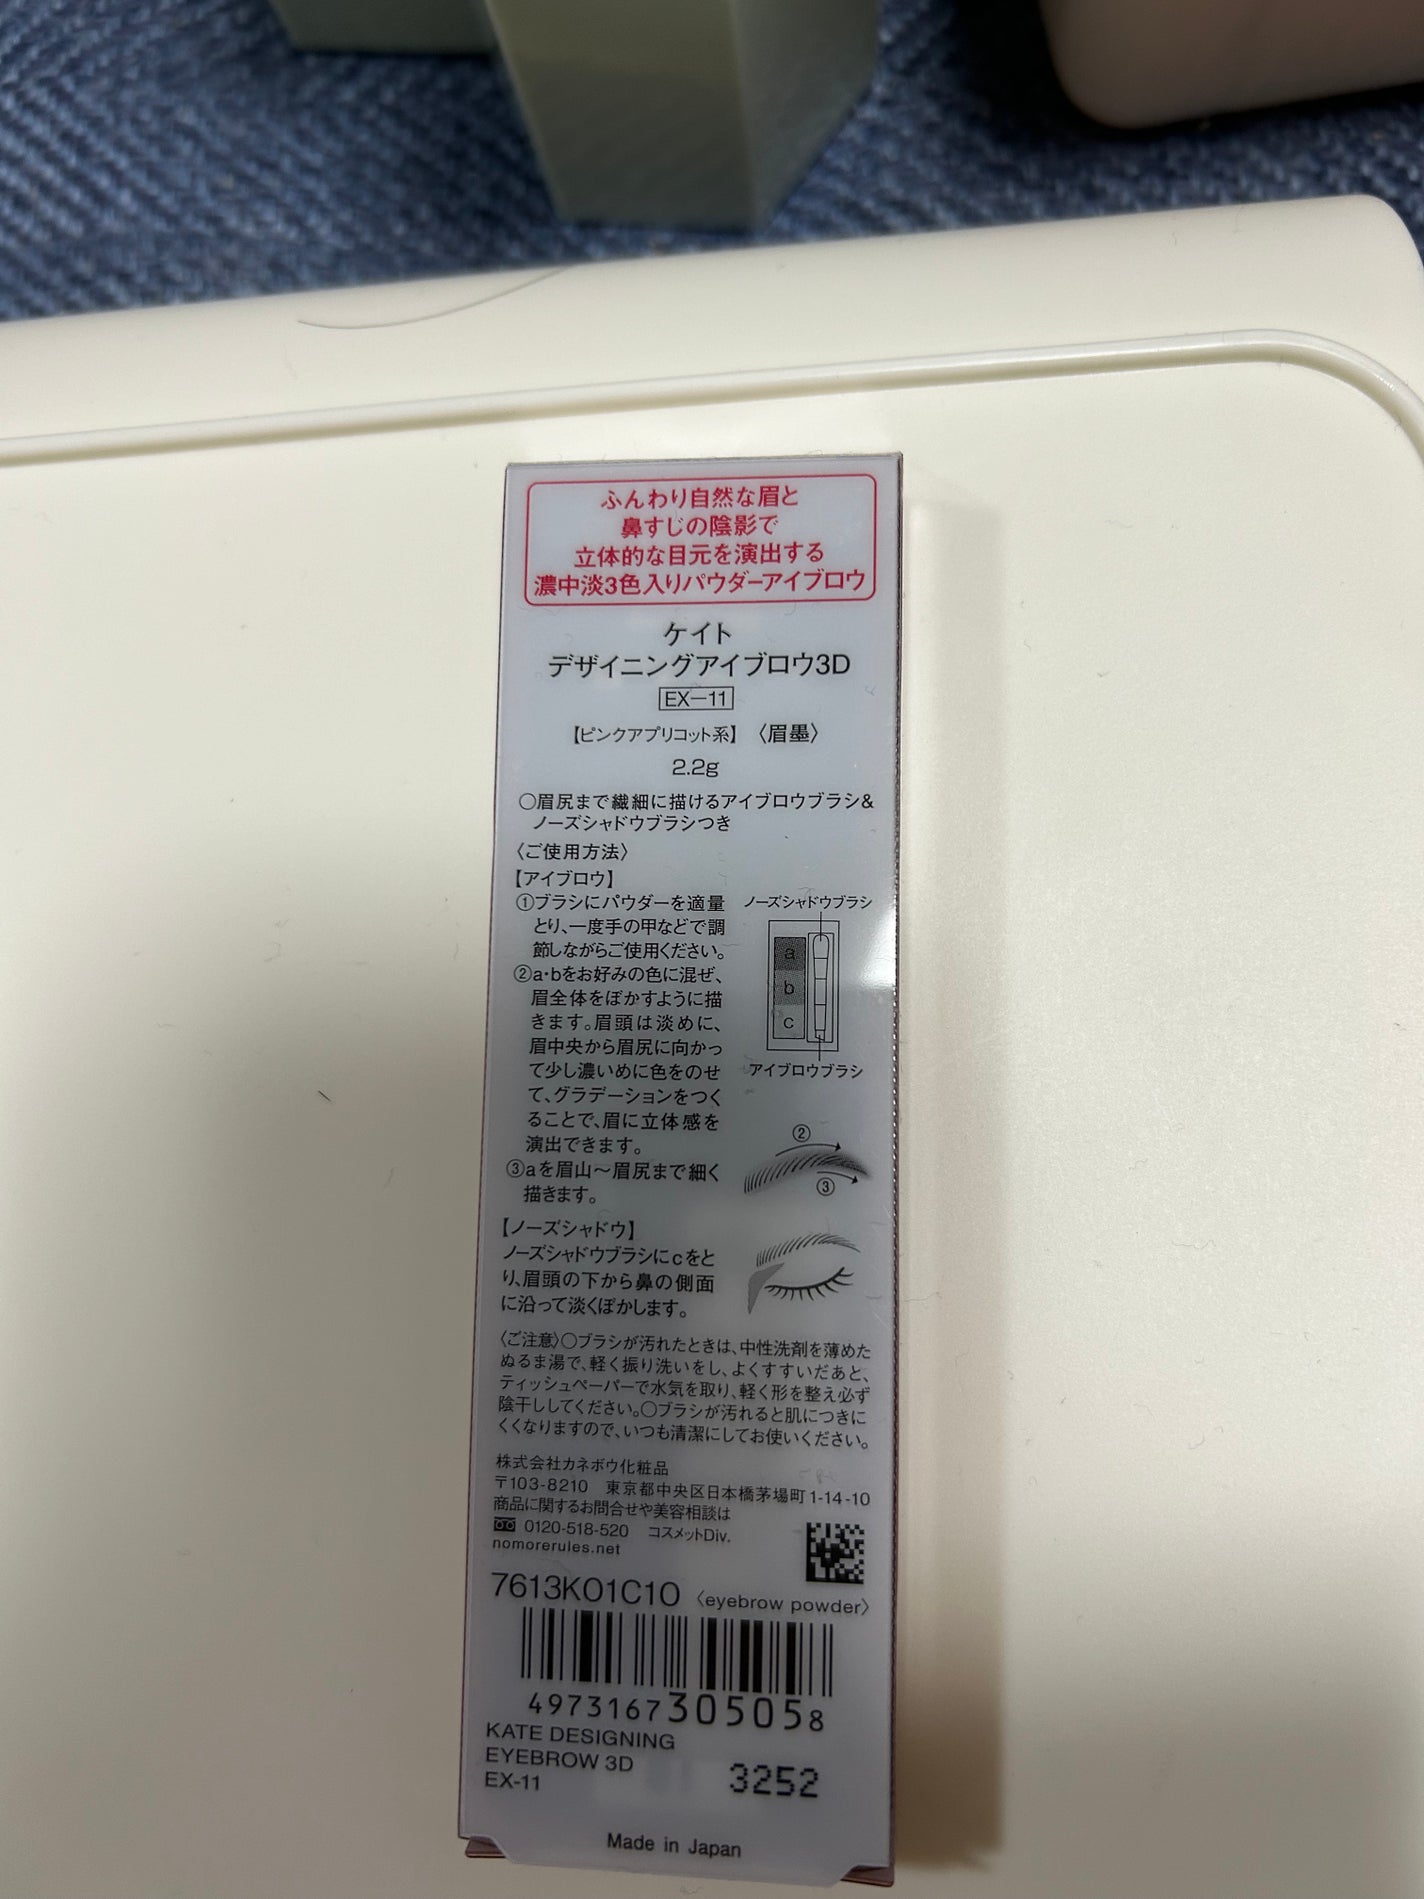 ふんわり自然な眉と
鼻すじの陰影で
立体的な目元を演出する
濃中淡3色入りパウダーアイブロウ
ケイト
デザイニングアイブロウ3D
EX−11
【ピンクアプリコット系】〈眉墨〉
2.2g
○眉尻まで繊細に描けるアイブロウブラシ&
ノーズシャドウブラシつき
〈ご使用方法〉
【アイブロウ】
①ブラシにパウダーを適量
とり、一度手の甲などで調
節しながらご使用ください。
②a・bをお好みの色に混ぜ、
眉全体をぼかすように描
きます。眉頭は淡めに、
眉中央から眉尻に向かっ
て少し濃いめに色をのせ
て、グラデーションをつく
ることで、眉に立体感を
演出できます。
③aを眉山〜眉尻まで細く
描きます。
ノーズシャドウブラシ
a
b
c
アイブロウブラシ
②
③
【ノーズシャドウ】
ノーズシャドウブラシにcをと
り、眉頭の下から鼻の側面
に沿って淡くぼかします。
〈ご注意〉○ブラシが汚れたときは、中性洗剤を薄めた
ぬるま湯で、軽く振り洗いをし、よくすすいだあと、
ティッシュペーパーで水気を取り、軽く形を整え必ず
陰干ししてください。○ブラシが汚れると肌につきに
くくなりますので、いつも清潔にしてお使いください。
株式会社カネボウ化粧品
〒103-8210 東京都中央区日本橋茅場町1-14-10
商品に関するお問合せや美容相談は
0120-518-520 コスメットDiv.
nomorerules.net
7613K01C10 〈eyebrow powder〉
4973167305058
KATE DESIGNING
EYEBROW 3D
EX-11
3252
Made in Japan